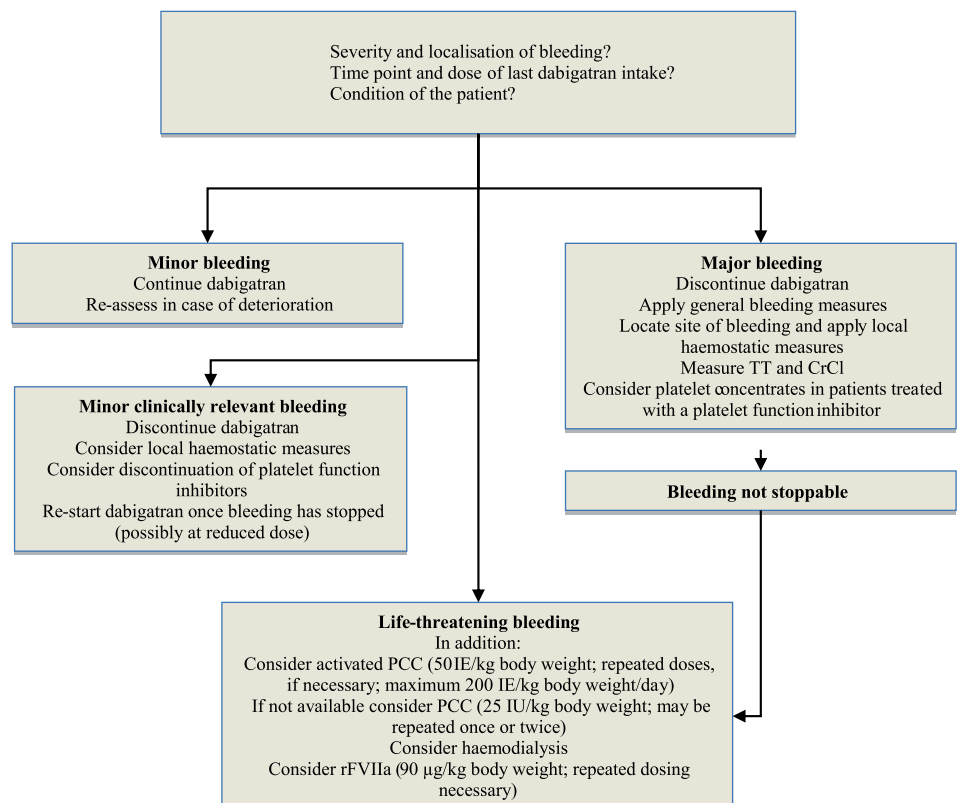 Severity and localisation of bleeding?
Time point and dose of last dabigatran intake?
Condition of the patient?
Minor bleeding
Continue dabigatran
Re-assess in case of deterioration
Major bleeding
Discontinue dabigatran
Apply general bleeding measures
Locate site of bleeding and apply local
haemostatic measures
Measure TT and CrCl
Consider platelet concentrates in patients treated
with a platelet function inhibitor
Minor clinically relevant bleeding
Discontinue dabigatran
Consider local haemostatic measures
Consider discontinuation of platelet function
inhibitors
Re-start dabigatran once bleeding has stopped
(possibly at reduced dose)
Bleeding not stoppable
Life-threatening bleeding
In addition:
Consider activated PCC (50 IE/kg body weight; repeated doses,
if necessary; maximum 200 IE/kg body weight/day)
If not available consider PCC (25 IU/kg body weight; may be
repeated once or twice)
Consider haemodialysis
Consider rFVIIa (90 µg/kg body weight; repeated dosing
necessary)